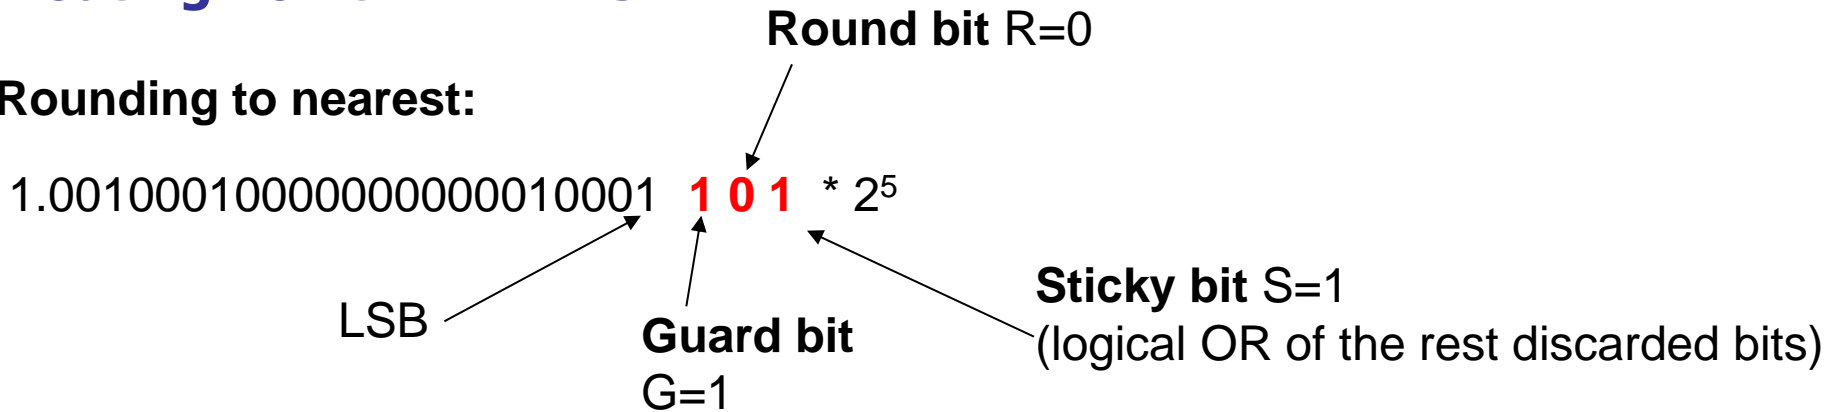 Round bit R=0
Rounding to nearest:
1.00100010000000000010001 1 0 1 * 2⁵
LSB
Guard bit
G=1
Sticky bit S=1
(logical OR of the rest discarded bits)